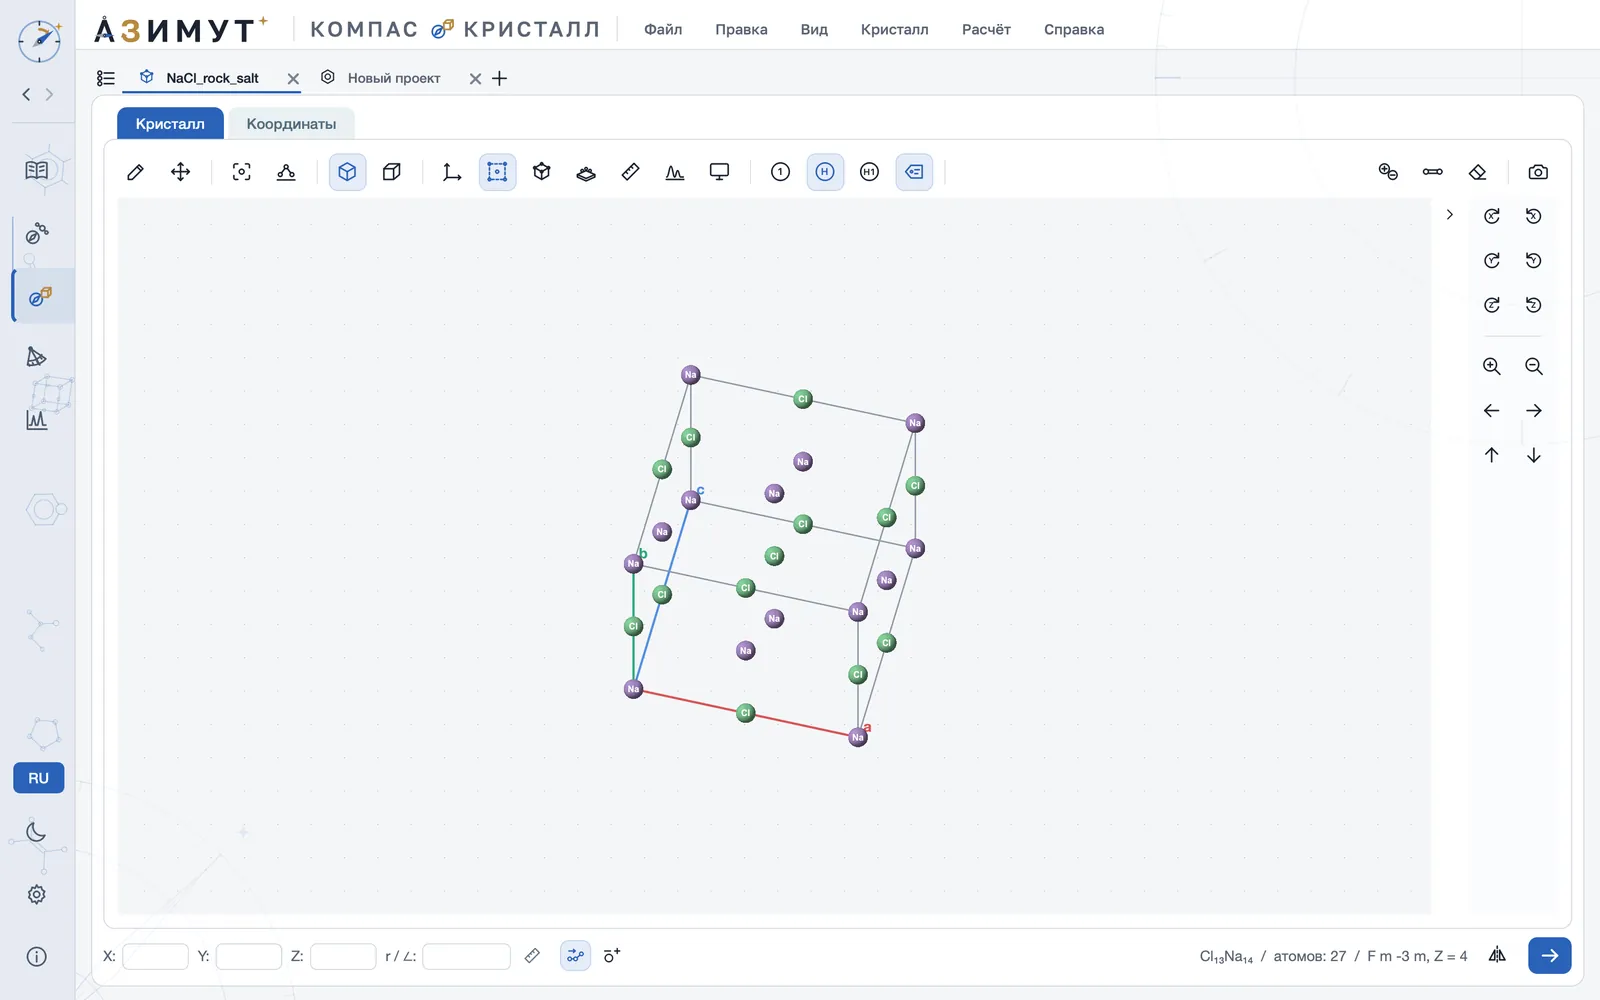 АЗИМУТ КОМПАС КРИСТАЛЛ Файл Правка Вид Кристалл Расчёт Справка
NaCl_rock_salt Новый проект
Кристалл Координаты
1 H H1
X X
Y Y
Z Z
Na
Cl
Na
Cl
Na
Cl
Na
Na
Cl
c
Na
Cl
Cl
Na
Na
b
Cl
Na
Na
Cl
Cl
Na
Na
Cl
Cl
Na
Cl
Na
Na
Cl
a
Na
RU
X: Y: Z: r / ∠: Cl₁₃Na₁₄ / атомов: 27 / F m -3 m, Z = 4